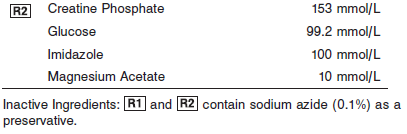 R2 Creatine Phosphate 153 mmol/L
Glucose 99.2 mmol/L
Imidazole 100 mmol/L
Magnesium Acetate 10 mmol/L
Inactive Ingredients: R1 and R2 contain sodium azide (0.1%) as a
preservative.